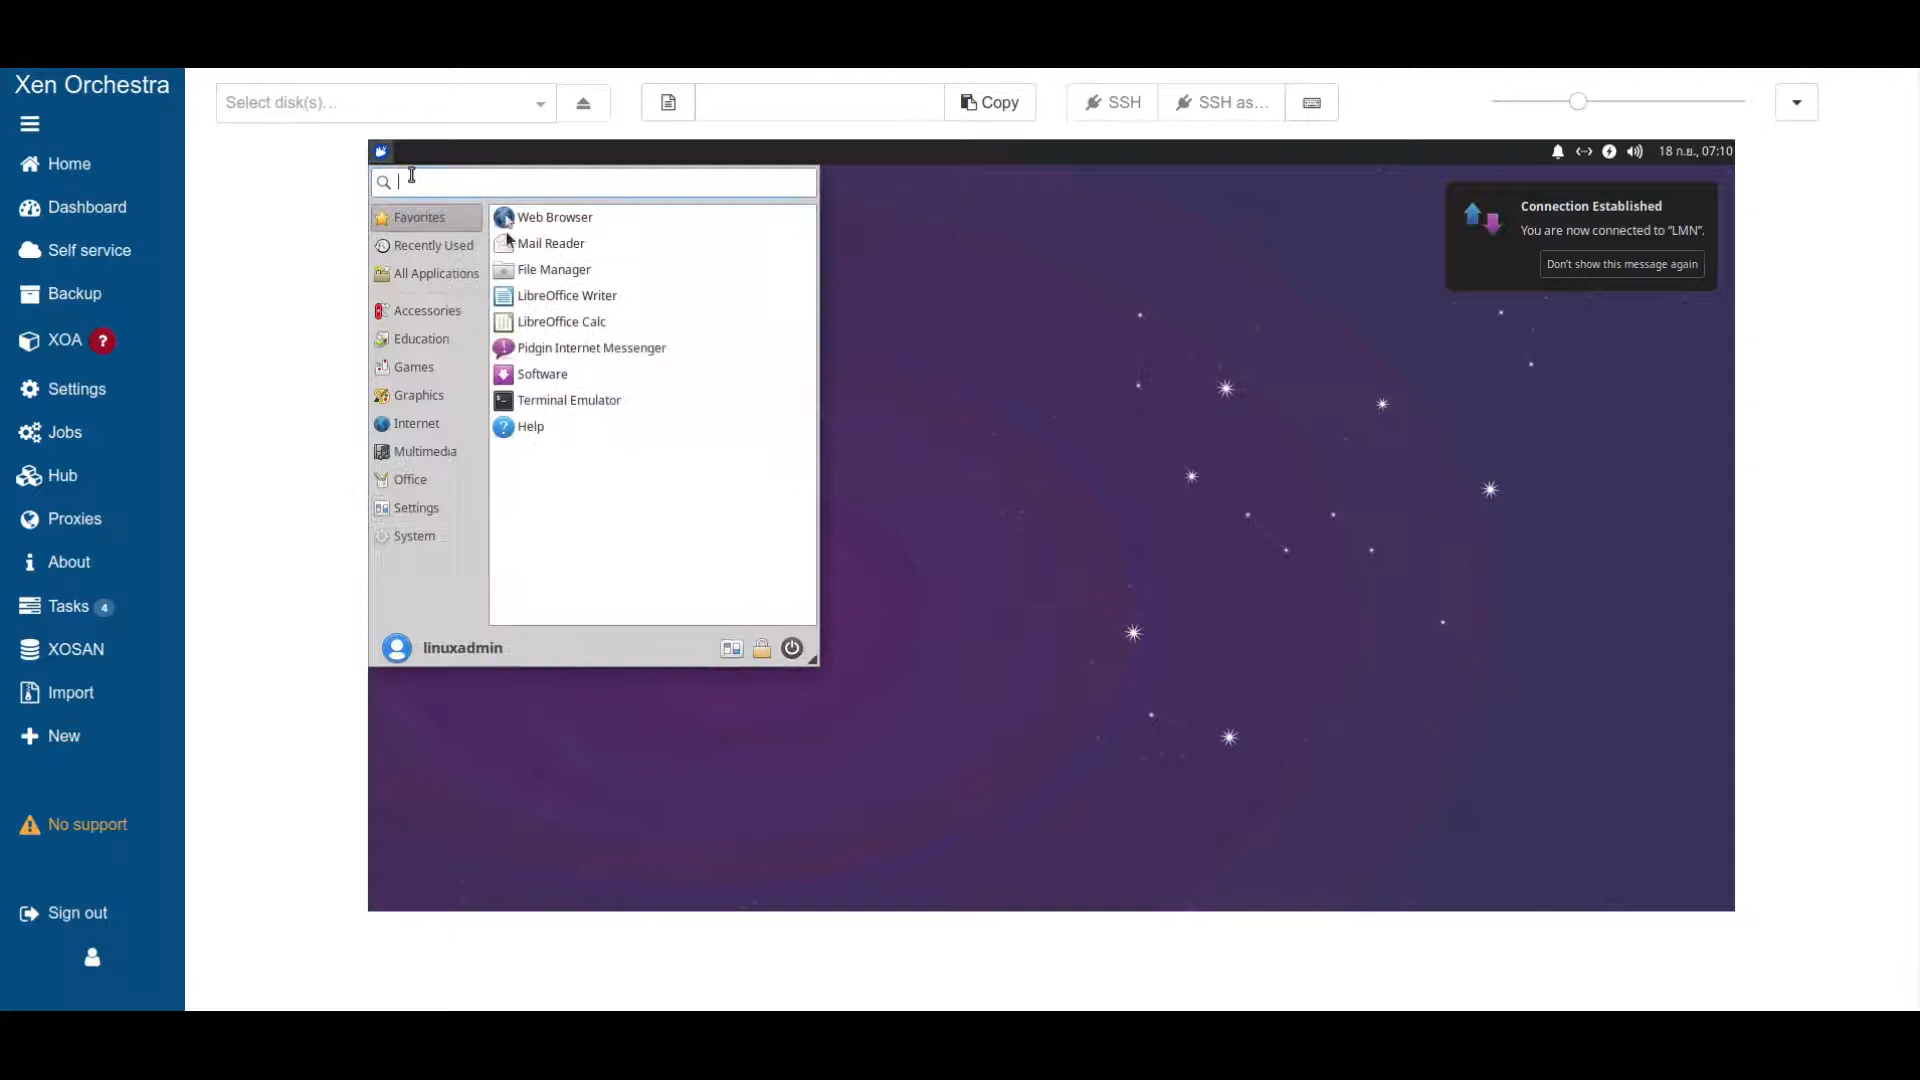 Xen Orchestra
Home
Dashboard
Self service
Backup
XOA ?
Settings
Jobs
Hub
Proxies
About
Tasks 4
XOSAN
Import
New
No support
Sign out
Select disk(s)...
Copy
SSH
SSH as...
18 ก.ย., 07:10
Favorites
Recently Used
All Applications
Accessories
Education
Games
Graphics
Internet
Multimedia
Office
Settings
System
Web Browser
Mail Reader
File Manager
LibreOffice Writer
LibreOffice Calc
Pidgin Internet Messenger
Software
Terminal Emulator
Help
linuxadmin
Connection Established
You are now connected to “LMN”.
Don't show this message again